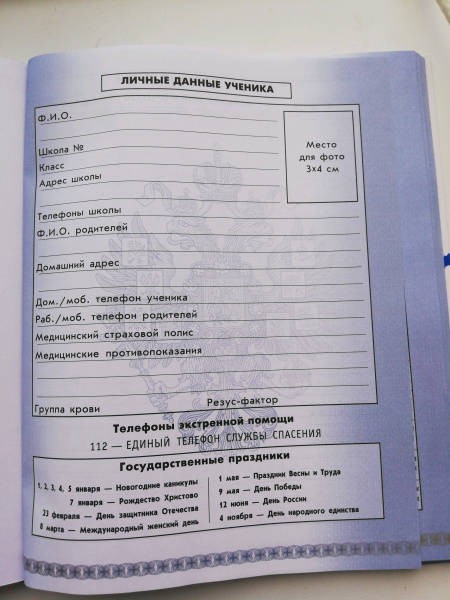 ЛИЧНЫЕ ДАННЫЕ УЧЕНИКА
Ф.И.О.
Школа №
Класс
Адрес школы
Место
для фото
3х4 см
Телефоны школы
Ф.И.О. родителей
Домашний адрес
Дом./моб. телефон ученика
Раб./моб. телефон родителей
Медицинский страховой полис
Медицинские противопоказания
Группа крови Резус-фактор
Телефоны экстренной помощи
112 — ЕДИНЫЙ ТЕЛЕФОН СЛУЖБЫ СПАСЕНИЯ
Государственные праздники
1, 2, 3, 4, 5 января — Новогодние каникулы
7 января — Рождество Христово
23 февраля — День защитника Отечества
8 марта — Международный женский день
1 мая — Праздник Весны и Труда
9 мая — День Победы
12 июня — День России
4 ноября — День народного единства